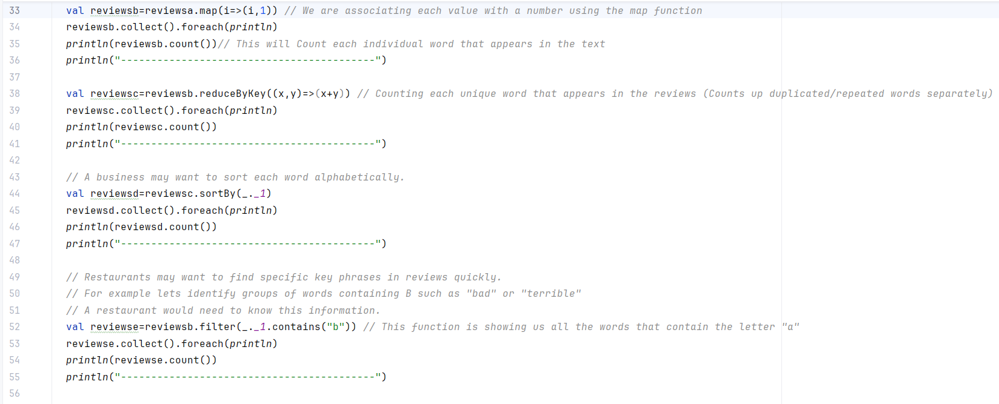 33 val reviewsb=reviewsa.map(i=>(i,1)) // We are associating each value with a number using the map function
34 reviewsb.collect().foreach(println)
35 println(reviewsb.count())// This will Count each individual word that appears in the text
36 println("------------------------------------------")
37
38 val reviewsc=reviewsb.reduceByKey((x,y)=>(x+y)) // Counting each unique word that appears in the reviews (Counts up duplicated/repeated words separately)
39 reviewsc.collect().foreach(println)
40 println(reviewsc.count())
41 println("------------------------------------------")
42
43 // A business may want to sort each word alphabetically.
44 val reviewsd=reviewsc.sortBy(_._1)
45 reviewsd.collect().foreach(println)
46 println(reviewsd.count())
47 println("------------------------------------------")
48
49 // Restaurants may want to find specific key phrases in reviews quickly.
50 // For example lets identify groups of words containing B such as "bad" or "terrible"
51 // A restaurant would need to know this information.
52 val reviewse=reviewsb.filter(_._1.contains("b")) // This function is showing us all the words that contain the letter "a"
53 reviewse.collect().foreach(println)
54 println(reviewse.count())
55 println("------------------------------------------")
56